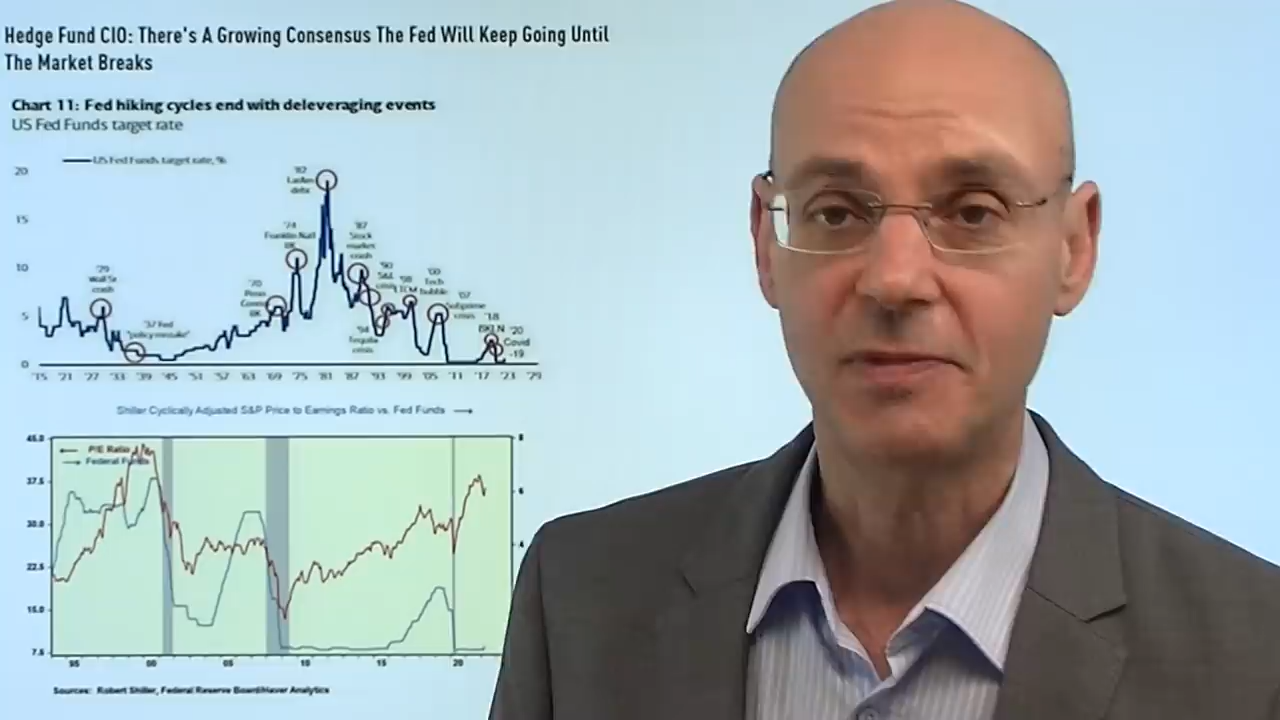 Hedge Fund CIO: There's A Growing Consensus The Fed Will Keep Going Until
The Market Breaks
Chart 11: Fed hiking cycles end with deleveraging events
US Fed Funds target rate
US Fed Funds target rate, %
20
15
10
5
0
'29
Wall St
crash
'37 Fed
"policy mistake"
'70
Penn
Central
BK
'74
Franklin Natl
BK
'82
LatAm
debt
'87
Stock
market
crash
'90
S&L
crisis
'94
Tequila
crisis
'98
LTCM
'00
Tech
bubble
'07
Subprime
crisis
'18
'20
Covid
-19
'15 '21 '27 '33 '39 '45 '51 '57 '63 '69 '75 '81 '87 '93 '99 '05 '11 '17 '23 '29
Shiller Cyclically Adjusted S&P Price to Earnings Ratio vs. Fed Funds
P/E Ratio
Federal Funds
45.0
37.5
30.0
22.5
15.0
7.5
8
6
4
95 00 05 10 15 20
Sources: Robert Shiller, Federal Reserve Board/Haver Analytics